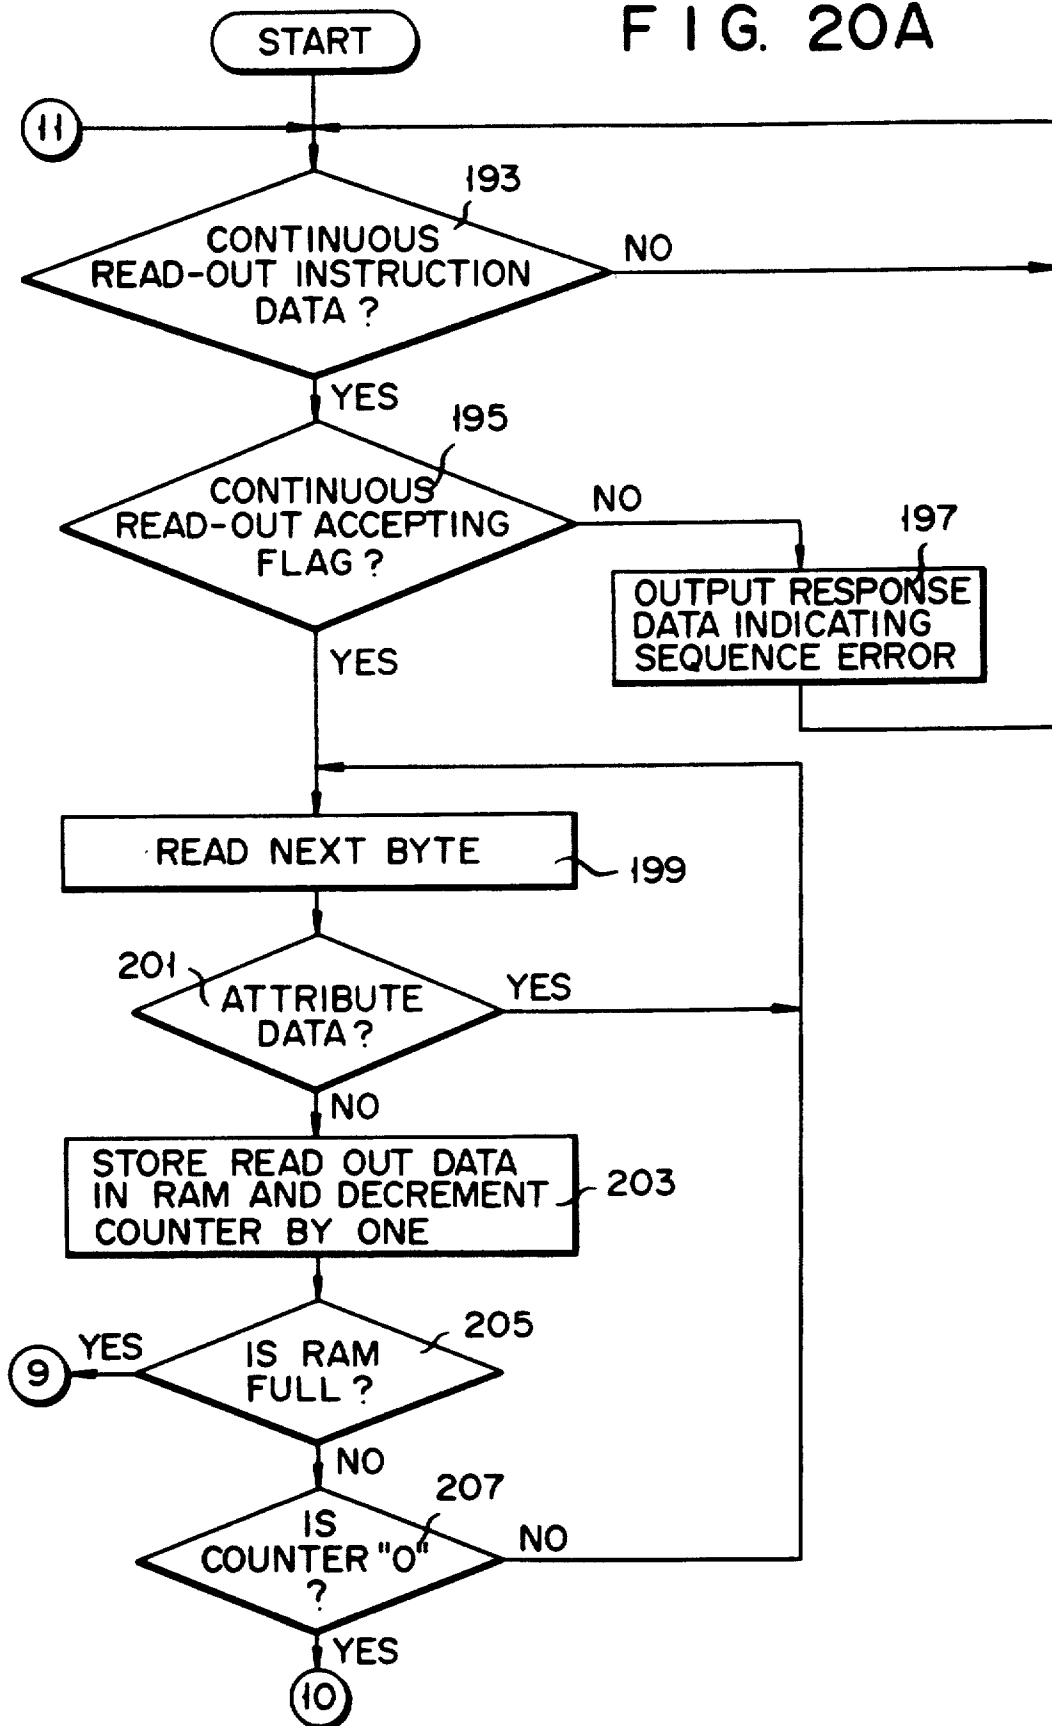 FIG. 20A
START
11
193
CONTINUOUS
READ-OUT INSTRUCTION
DATA ?
NO
YES
195
CONTINUOUS
READ-OUT ACCEPTING
FLAG ?
NO
YES
197
OUTPUT RESPONSE
DATA INDICATING
SEQUENCE ERROR
READ NEXT BYTE
199
201
ATTRIBUTE
DATA ?
YES
NO
STORE READ OUT DATA
IN RAM AND DECREMENT
COUNTER BY ONE
203
205
IS RAM
FULL ?
YES
9
NO
207
IS
COUNTER "0"
?
NO
YES
10